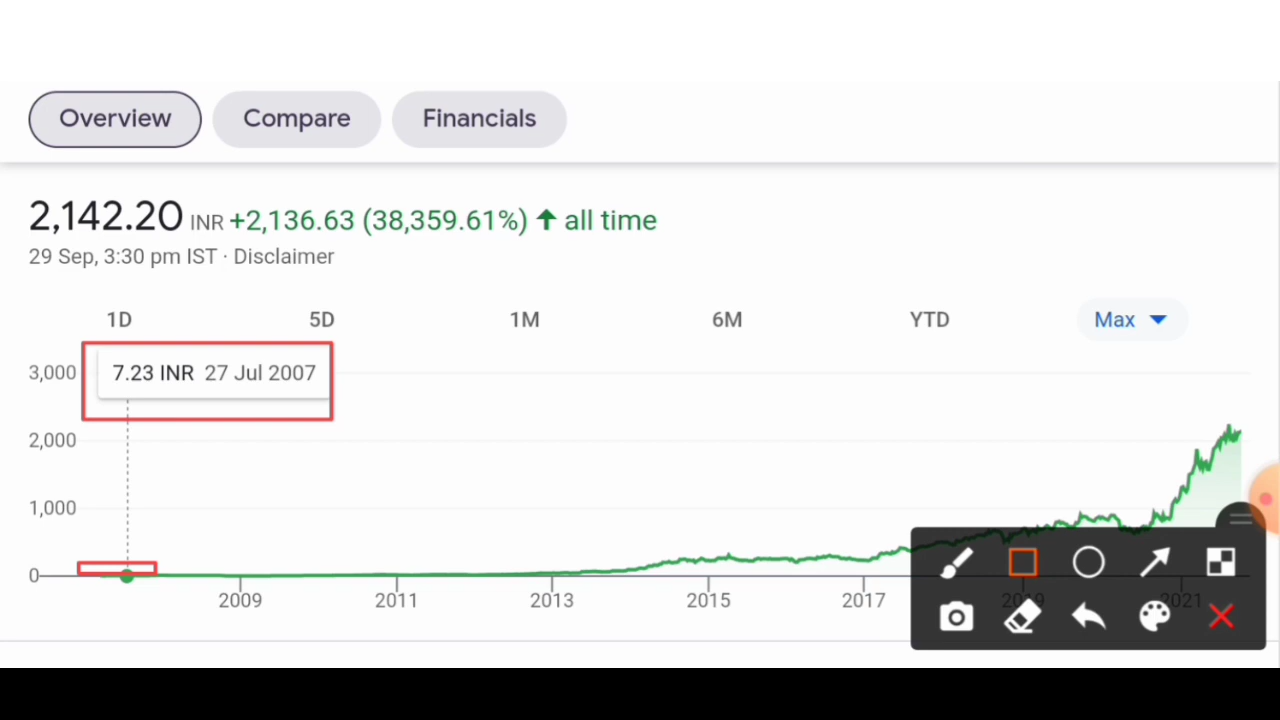 Overview Compare Financials
2,142.20 INR +2,136.63 (38,359.61%) ↑ all time
29 Sep, 3:30 pm IST · Disclaimer
1D 5D 1M 6M YTD Max
7.23 INR 27 Jul 2007
3,000
2,000
1,000
0
2009 2011 2013 2015 2017 2019 2021